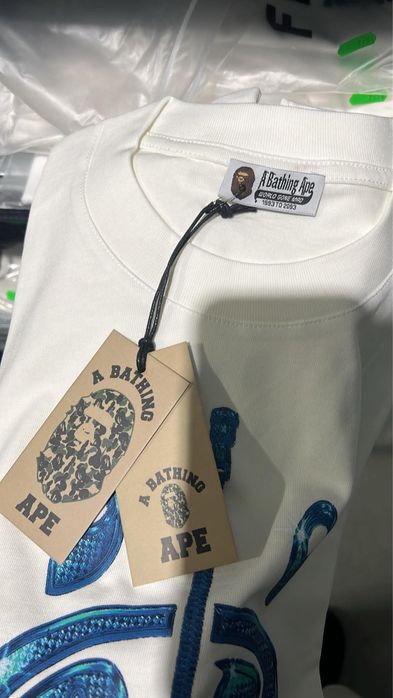 A Bathing Ape
WORLD GONE MAD
1993 TO 2093
A BATHING
APE
A BATHING
APE